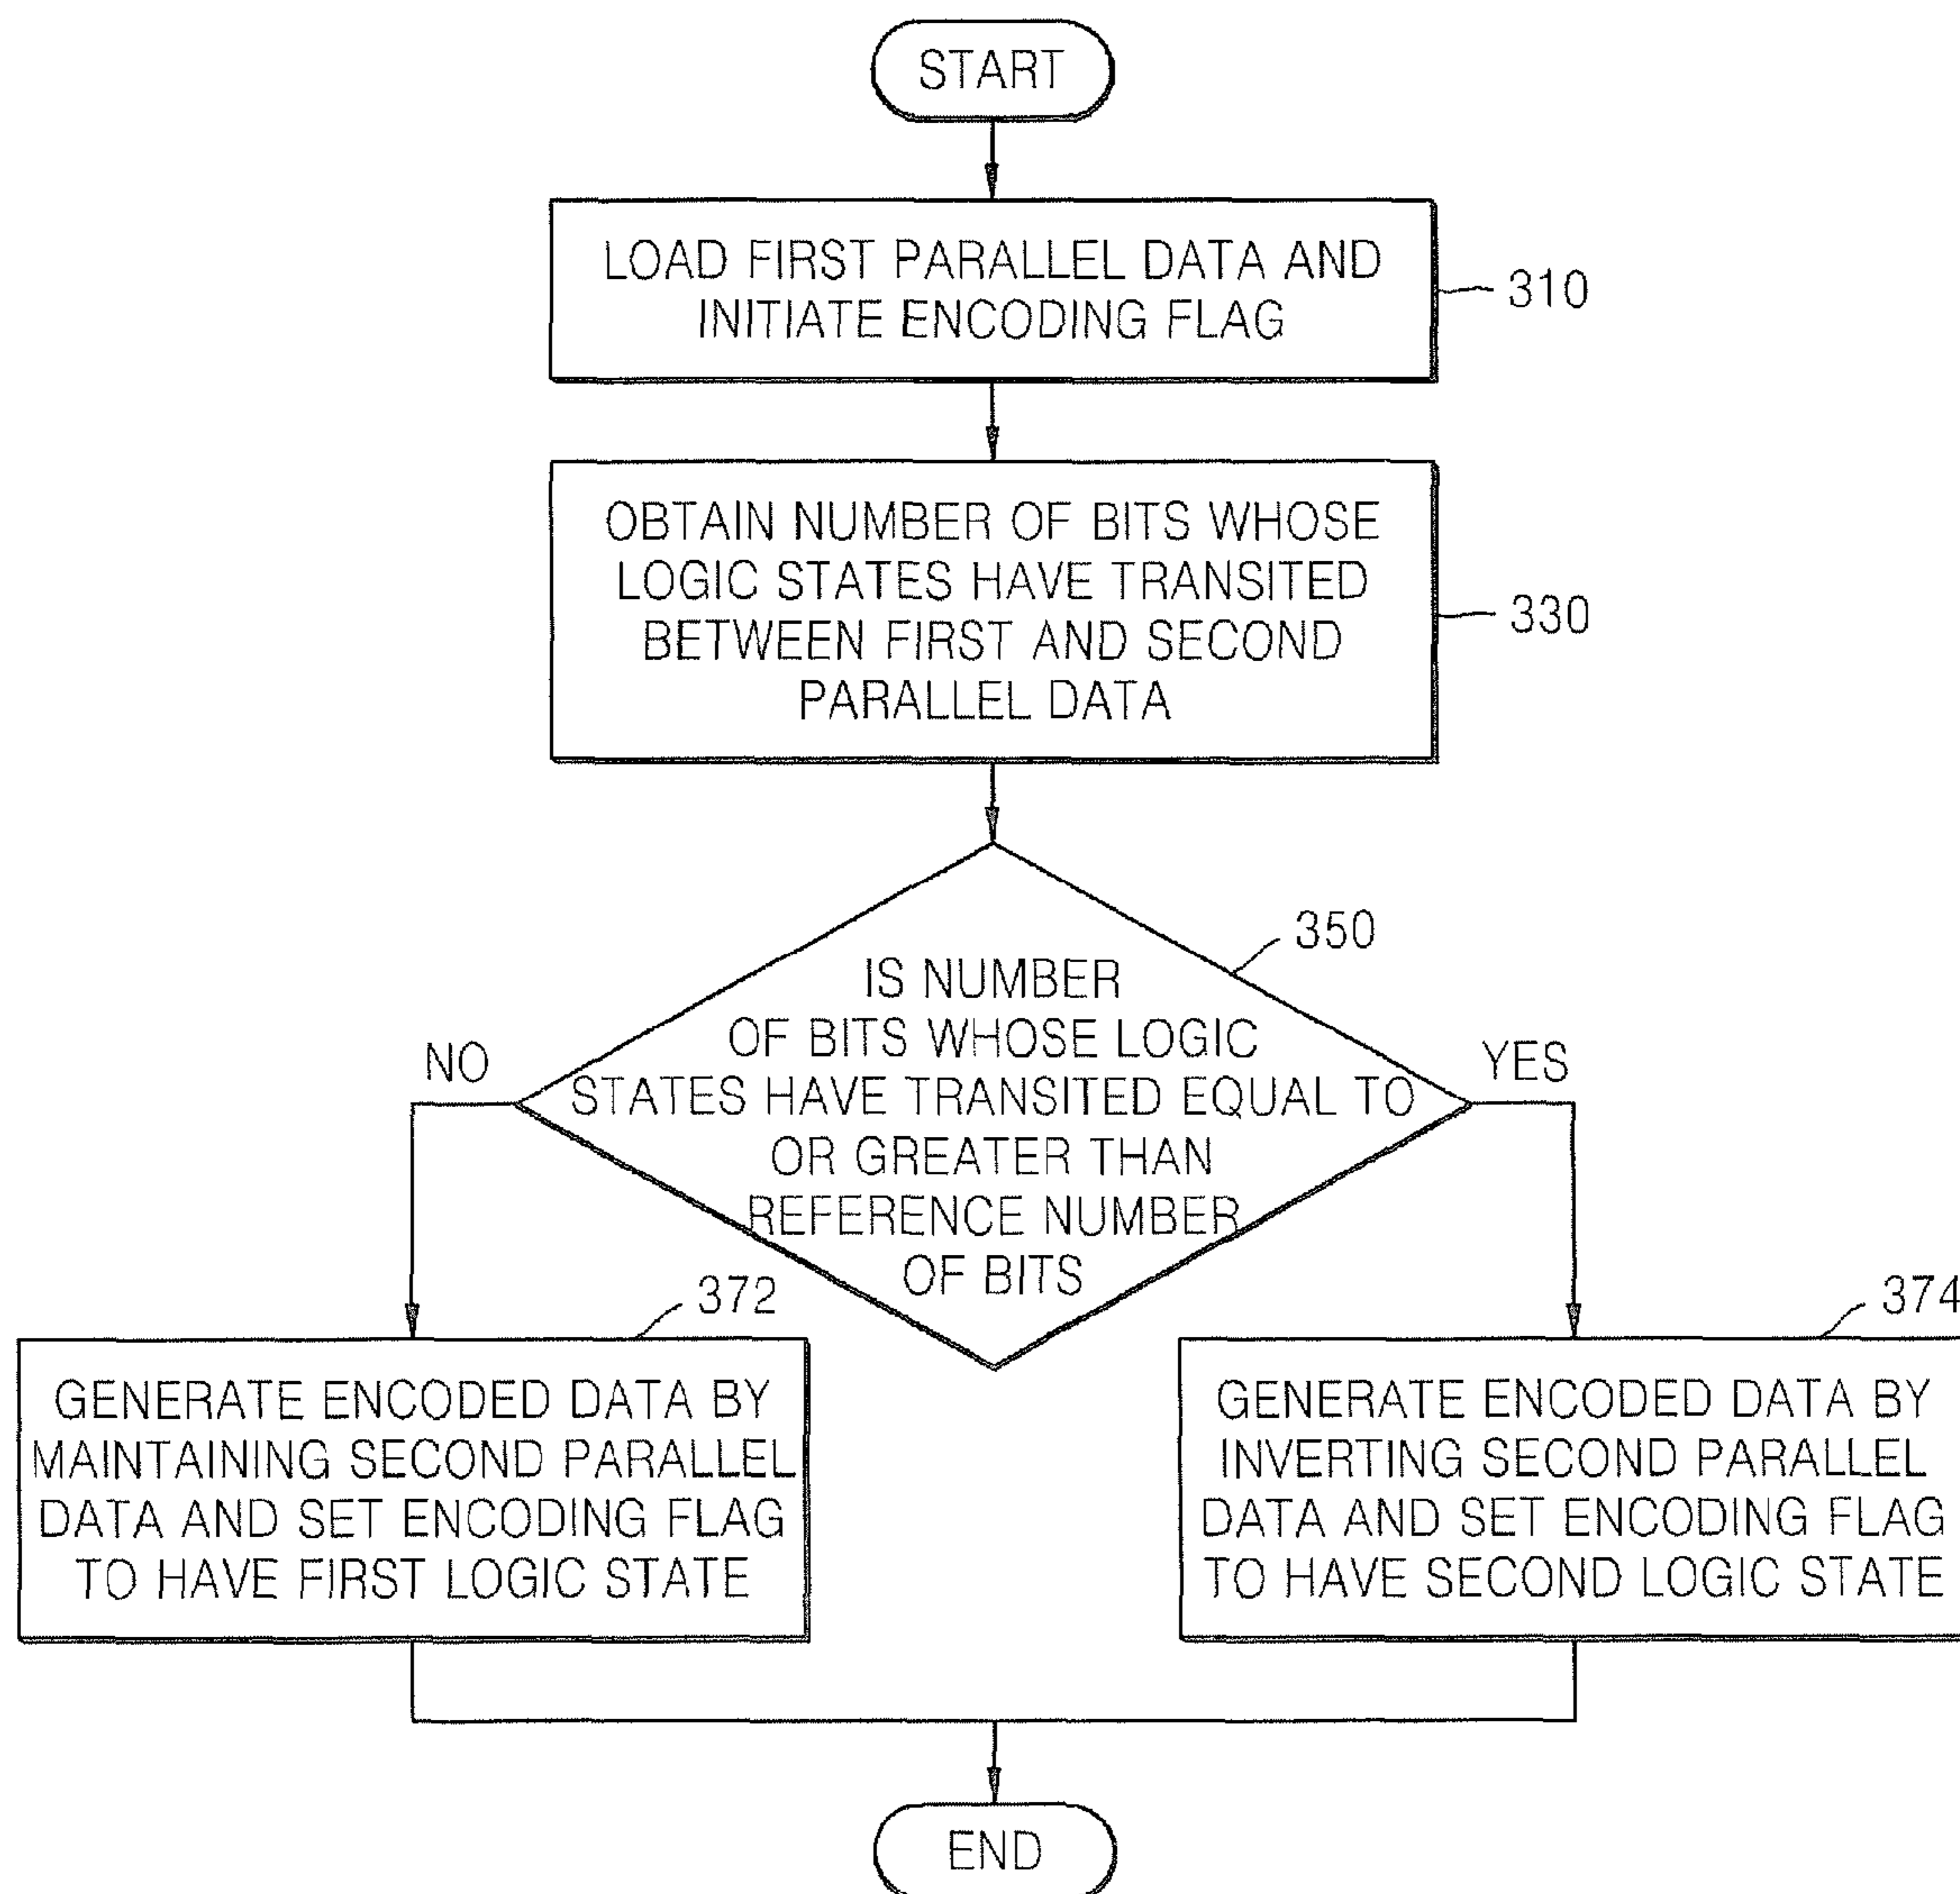 START
LOAD FIRST PARALLEL DATA AND
INITIATE ENCODING FLAG
310
OBTAIN NUMBER OF BITS WHOSE
LOGIC STATES HAVE TRANSITED
BETWEEN FIRST AND SECOND
PARALLEL DATA
330
350
IS NUMBER
OF BITS WHOSE LOGIC
STATES HAVE TRANSITED EQUAL TO
OR GREATER THAN
REFERENCE NUMBER
OF BITS
NO
YES
372
GENERATE ENCODED DATA BY
MAINTAINING SECOND PARALLEL
DATA AND SET ENCODING FLAG
TO HAVE FIRST LOGIC STATE
374
GENERATE ENCODED DATA BY
INVERTING SECOND PARALLEL
DATA AND SET ENCODING FLAG
TO HAVE SECOND LOGIC STATE
END